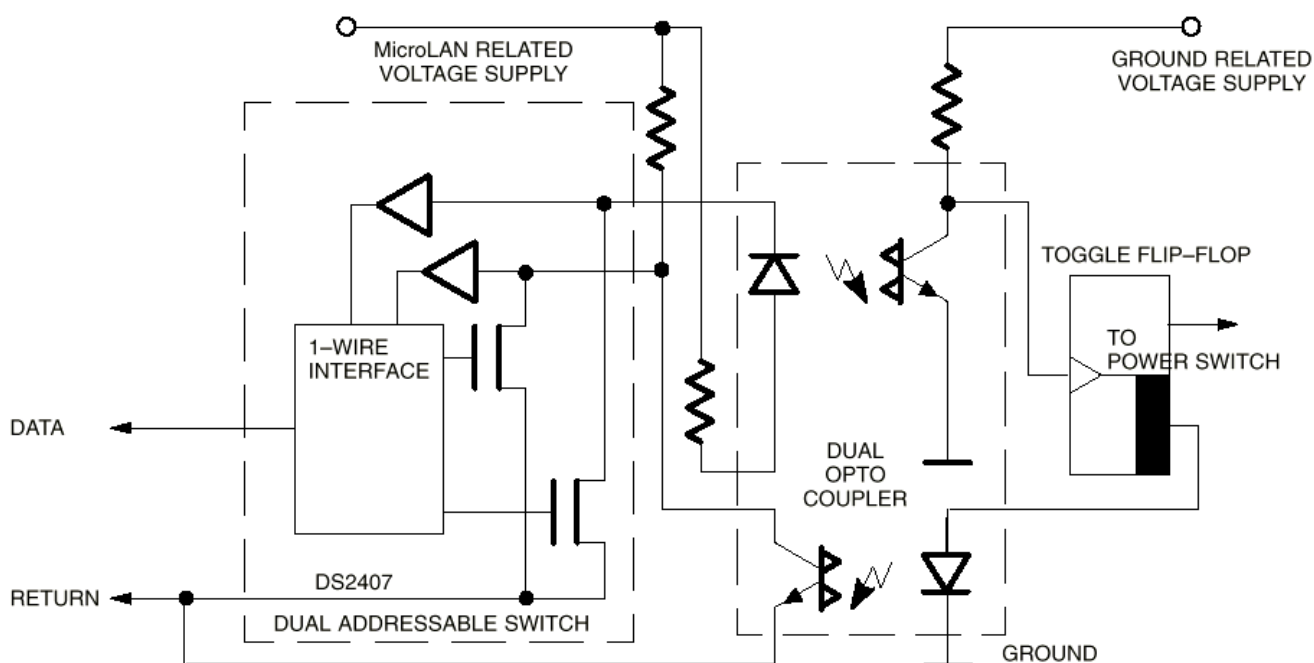 MicroLAN RELATED
VOLTAGE SUPPLY
GROUND RELATED
VOLTAGE SUPPLY
TOGGLE FLIP–FLOP
1–WIRE
INTERFACE
TO
POWER SWITCH
DATA
DUAL
OPTO
COUPLER
DS2407
RETURN
DUAL ADDRESSABLE SWITCH
GROUND